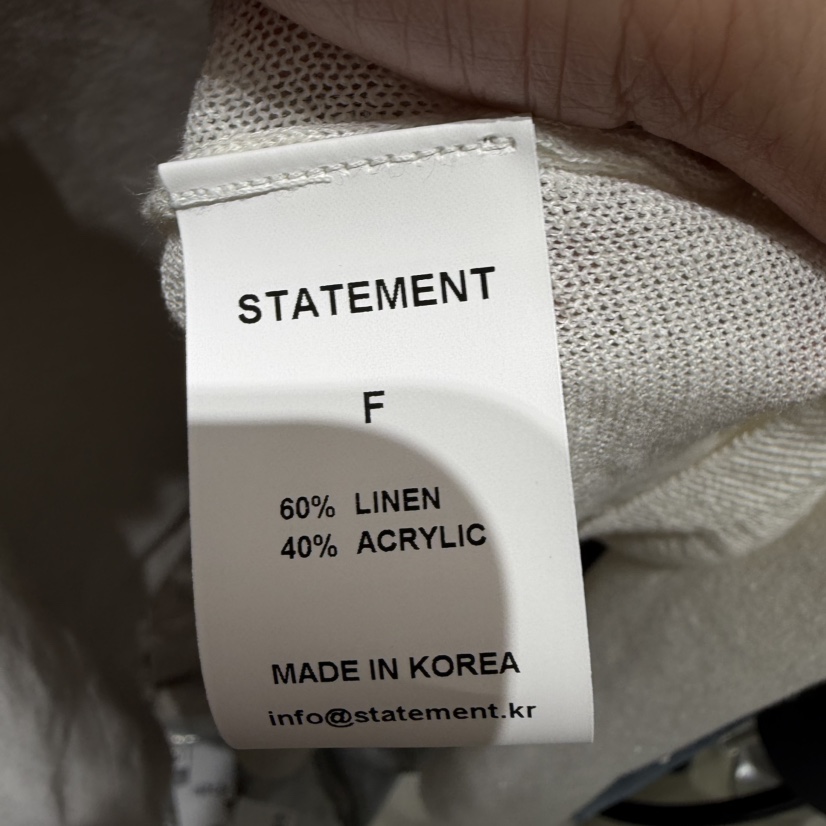 STATEMENT
F
60% LINEN
40% ACRYLIC
MADE IN KOREA
info@statement.kr